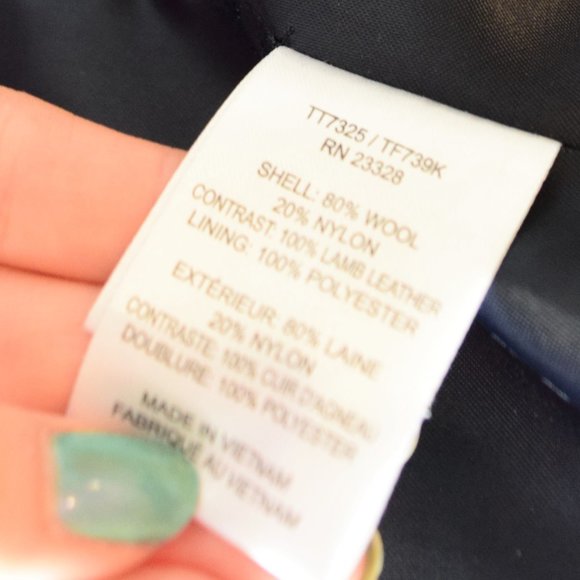 TT7325 / TF739K
RN 23328
SHELL: 80% WOOL
20% NYLON
CONTRAST: 100% LAMB LEATHER
LINING: 100% POLYESTER
EXTÉRIEUR: 80% LAINE
20% NYLON
CONTRASTE: 100% CUIR D'AGNEAU
DOUBLURE: 100% POLYESTER
MADE IN VIETNAM
FABRIQUÉ AU VIETNAM